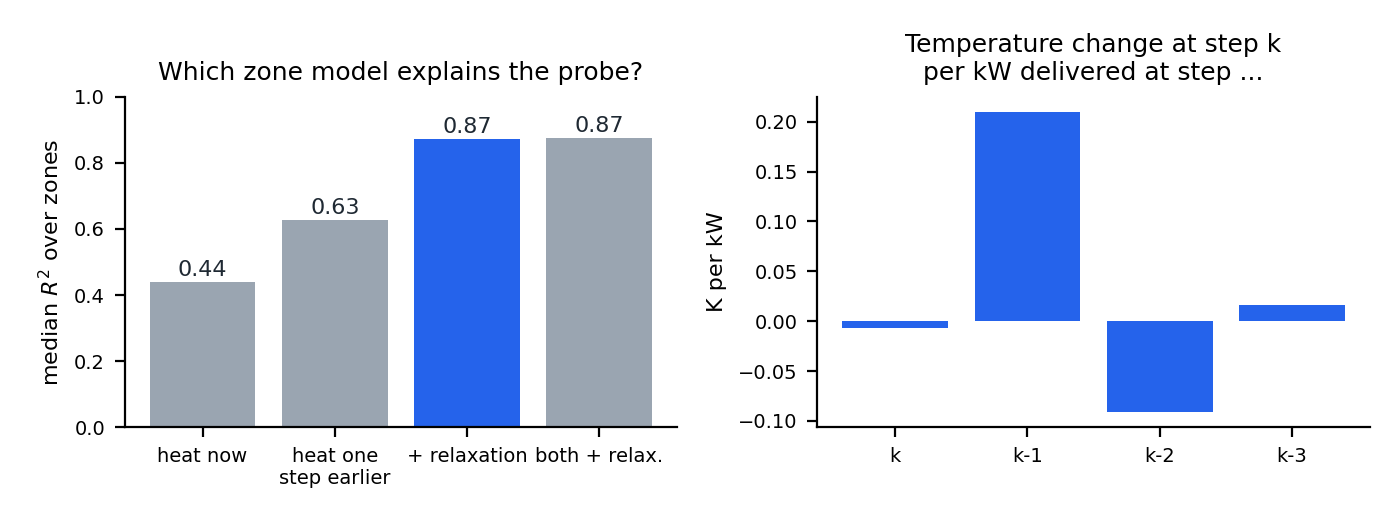 Which zone model explains the probe?
median R² over zones
1.0
0.8
0.6
0.4
0.2
0.0
0.44
0.63
0.87
0.87
heat now
heat one
step earlier
+ relaxation
both + relax.
Temperature change at step k
per kW delivered at step ...
K per kW
0.20
0.15
0.10
0.05
0.00
−0.05
−0.10
k
k-1
k-2
k-3